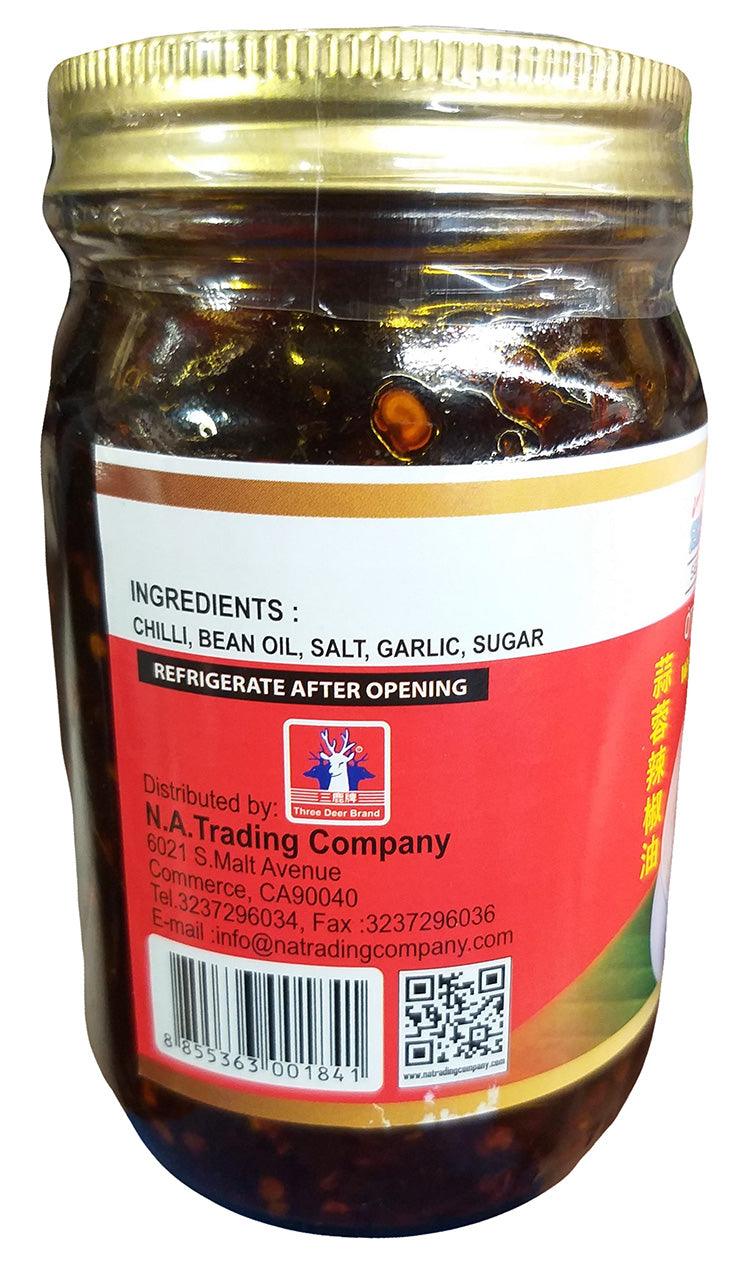 INGREDIENTS :
CHILLI, BEAN OIL, SALT, GARLIC, SUGAR
REFRIGERATE AFTER OPENING
三鹿牌
Three Deer Brand
Distributed by:
N.A.Trading Company
6021 S.Malt Avenue
Commerce, CA90040
Tel.3237296034, Fax :3237296036
E-mail :info@natradingcompany.com
8 855363 001841
www.natradingcompany.com
蒜蓉辣椒油